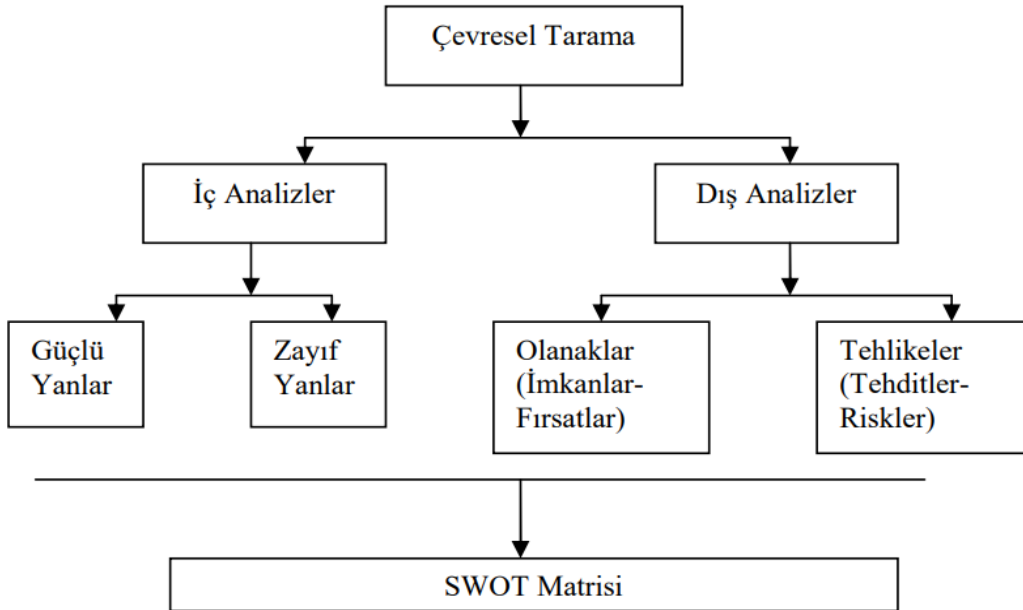 Çevresel Tarama
İç Analizler
Dış Analizler
Güçlü
Yanlar
Zayıf
Yanlar
Olanaklar
(İmkanlar-
Fırsatlar)
Tehlikeler
(Tehditler-
Riskler)
SWOT Matrisi